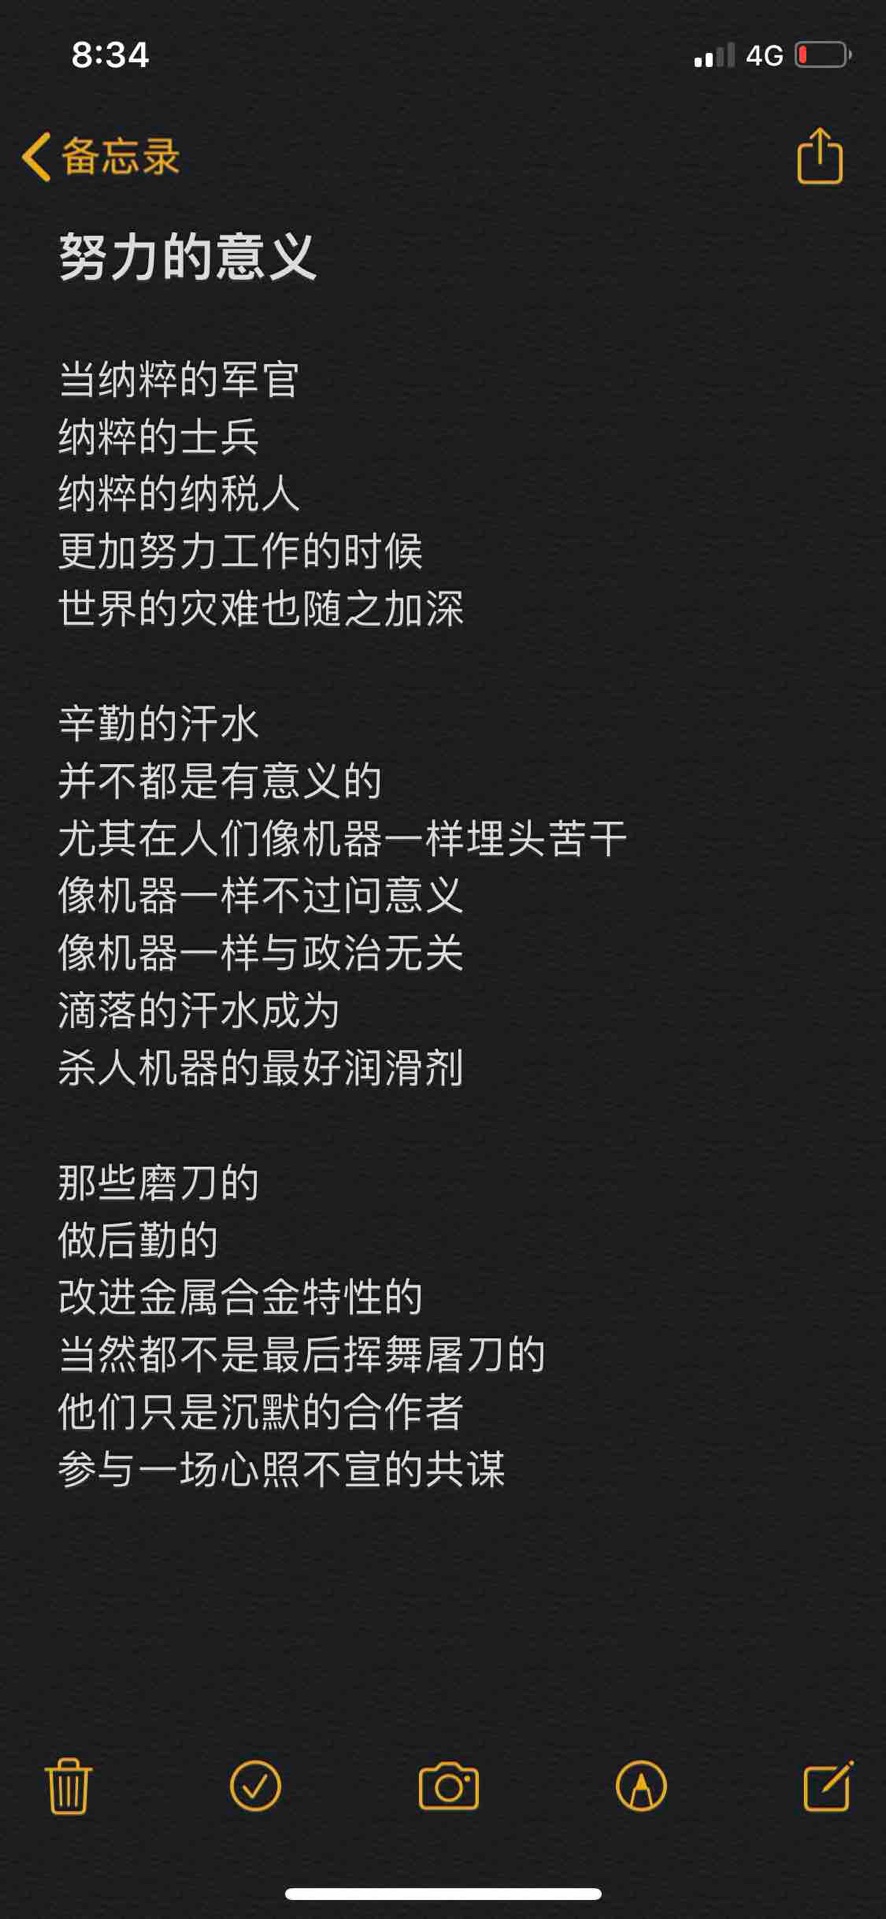 8:34
4G
备忘录
努力的意义
当纳粹的军官
纳粹的士兵
纳粹的纳税人
更加努力工作的时候
世界的灾难也随之加深
辛勤的汗水
并不都是有意义的
尤其在人们像机器一样埋头苦干
像机器一样不过问意义
像机器一样与政治无关
滴落的汗水成为
杀人机器的最好润滑剂
那些磨刀的
做后勤的
改进金属合金特性的
当然都不是最后挥舞屠刀的
他们只是沉默的合作者
参与一场心照不宣的共谋